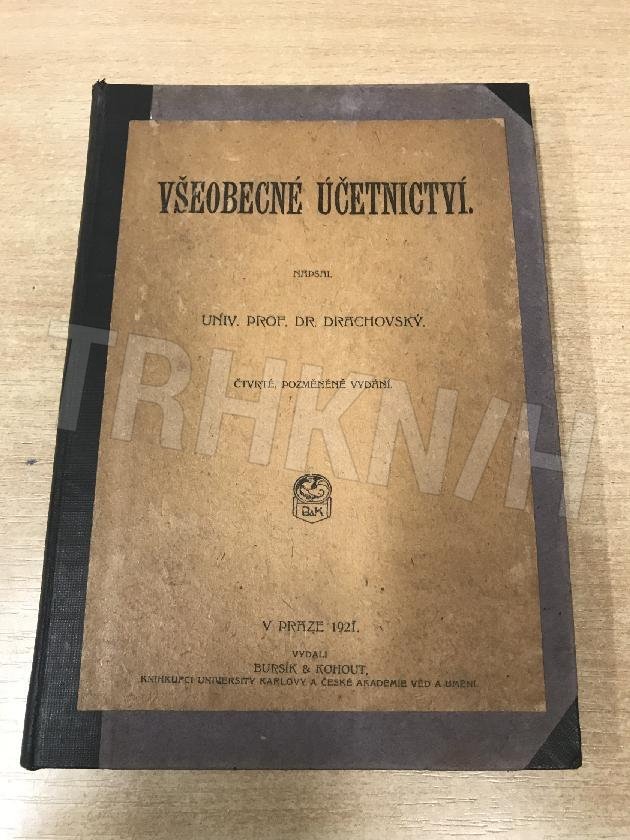 VŠEOBECNÉ ÚČETNICTVÍ.
NAPSAL
UNIV. PROF. DR. DRACHOVSKÝ.
ČTVRTÉ, POZMĚNĚNÉ VYDÁNÍ.
TRHKNIH
B&K
V PRAZE 1921.
VYDALI
BURSÍK & KOHOUT,
KNIHKUPCI UNIVERSITY KARLOVY A ČESKÉ AKADEMIE VĚD A UMĚNÍ.